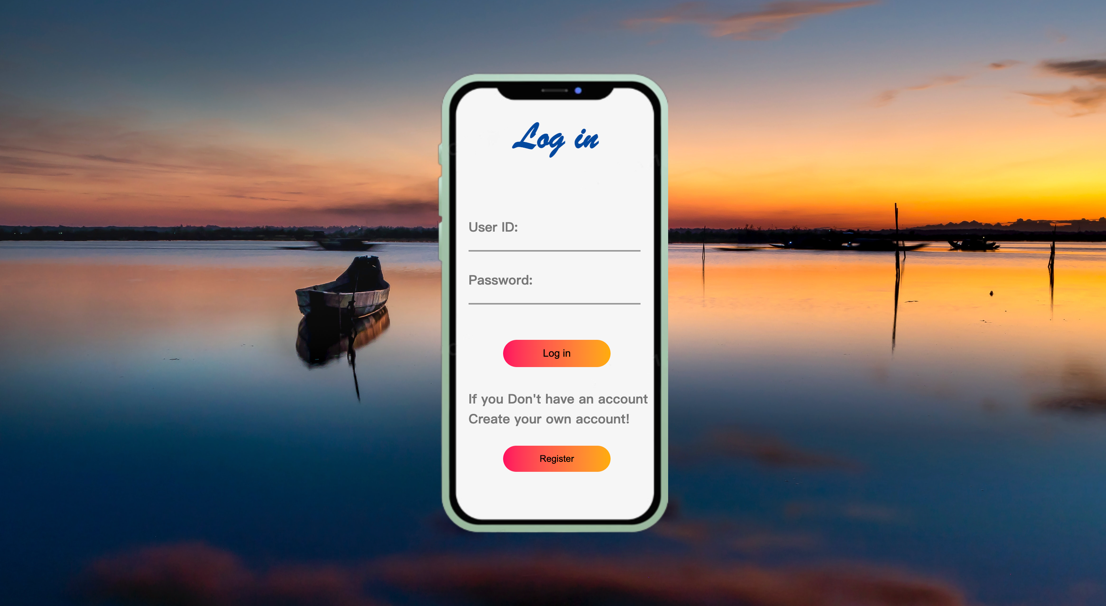 Log in
User ID:
Password:
Log in
If you Don't have an account
Create your own account!
Register